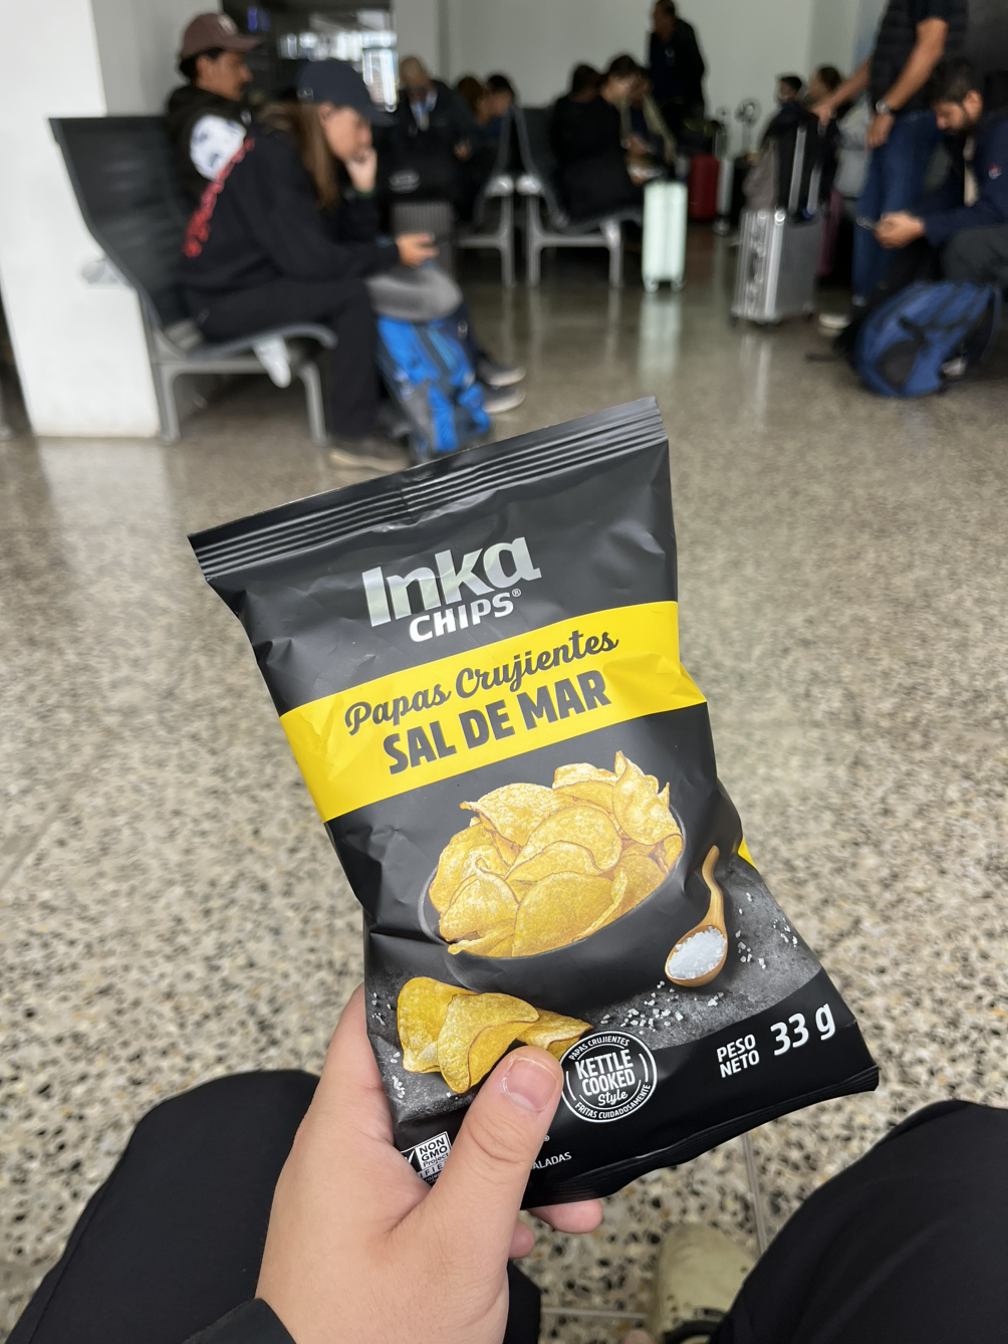 Inka
CHIPS®
Papas Crujientes
SAL DE MAR
PAPAS CRUJIENTES
KETTLE
COOKED
Style
FRITAS CUIDADOSAMENTE
PESO
NETO 33 g
NON
GMO
Project